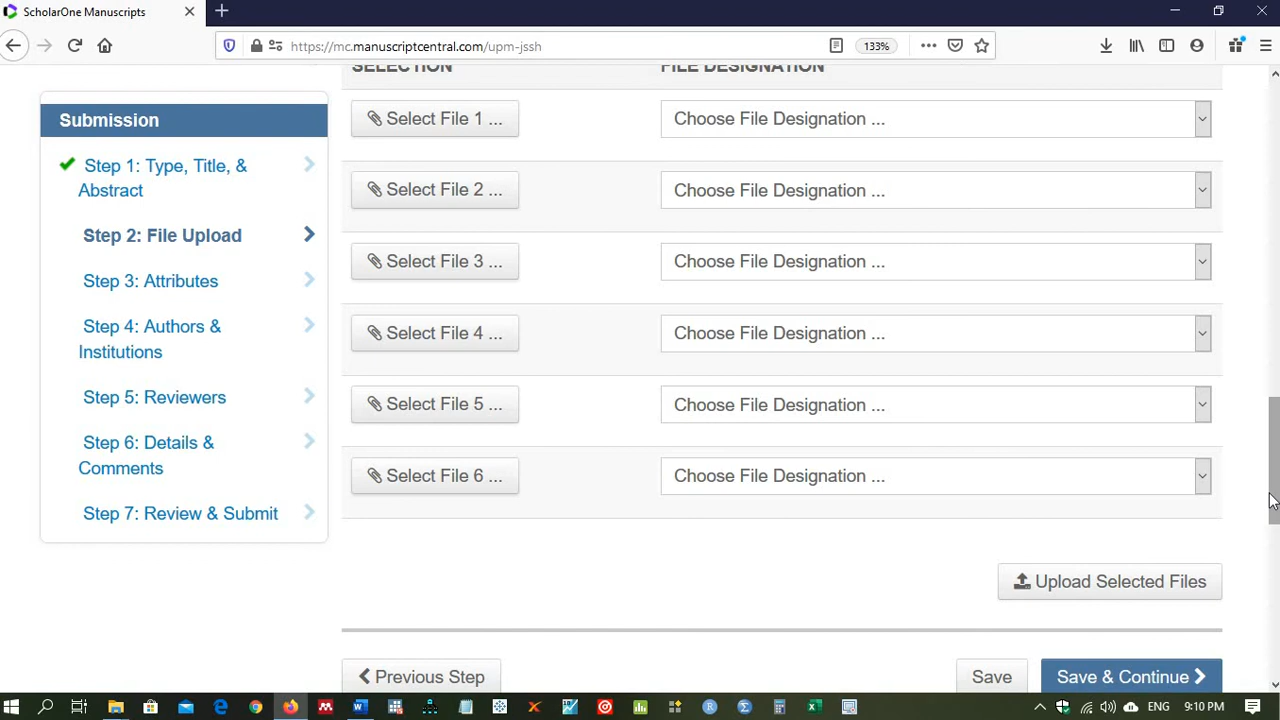 ScholarOne Manuscripts
https://mc.manuscriptcentral.com/upm-jssh
133%
SELECTION
FILE DESIGNATION
Submission
Step 1: Type, Title, &
Abstract
Step 2: File Upload
Step 3: Attributes
Step 4: Authors &
Institutions
Step 5: Reviewers
Step 6: Details &
Comments
Step 7: Review & Submit
Select File 1 ...
Choose File Designation ...
Select File 2 ...
Choose File Designation ...
Select File 3 ...
Choose File Designation ...
Select File 4 ...
Choose File Designation ...
Select File 5 ...
Choose File Designation ...
Select File 6 ...
Choose File Designation ...
Upload Selected Files
Previous Step
Save
Save & Continue
ENG
9:10 PM